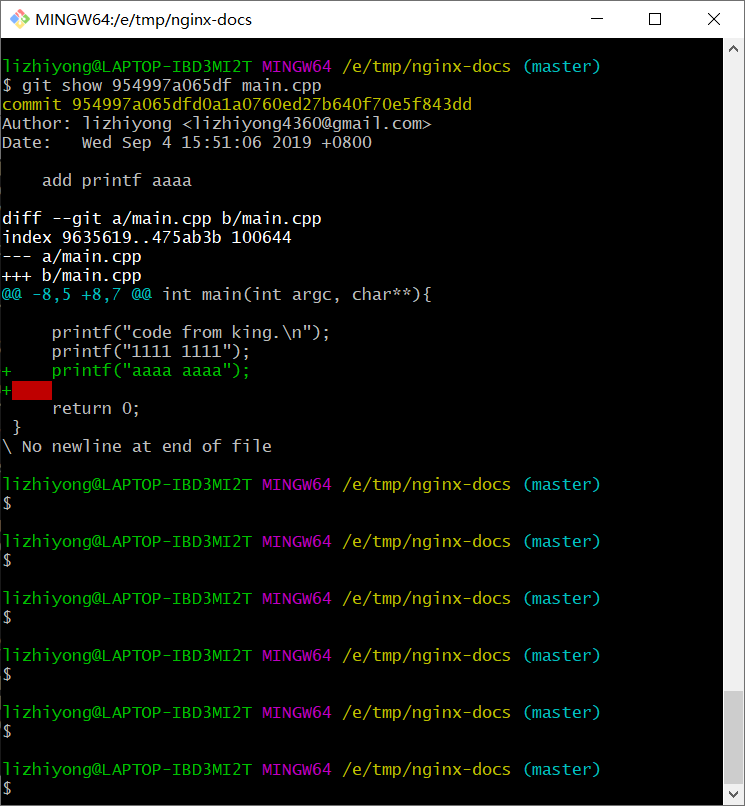 MINGW64:/e/tmp/nginx-docs
lizhiyong@LAPTOP-IBD3MI2T MINGW64 /e/tmp/nginx-docs (master)
$ git show 954997a065df main.cpp
commit 954997a065dfd0a1a0760ed27b640f70e5f843dd
Author: lizhiyong <lizhiyong4360@gmail.com>
Date:   Wed Sep 4 15:51:06 2019 +0800
    add printf aaaa
diff --git a/main.cpp b/main.cpp
index 9635619..475ab3b 100644
--- a/main.cpp
+++ b/main.cpp
@@ -8,5 +8,7 @@ int main(int argc, char**){
     printf("code from king.\n");
     printf("1111 1111");
+    printf("aaaa aaaa");
+
     return 0;
 }
\ No newline at end of file
lizhiyong@LAPTOP-IBD3MI2T MINGW64 /e/tmp/nginx-docs (master)
$
lizhiyong@LAPTOP-IBD3MI2T MINGW64 /e/tmp/nginx-docs (master)
$
lizhiyong@LAPTOP-IBD3MI2T MINGW64 /e/tmp/nginx-docs (master)
$
lizhiyong@LAPTOP-IBD3MI2T MINGW64 /e/tmp/nginx-docs (master)
$
lizhiyong@LAPTOP-IBD3MI2T MINGW64 /e/tmp/nginx-docs (master)
$
lizhiyong@LAPTOP-IBD3MI2T MINGW64 /e/tmp/nginx-docs (master)
$